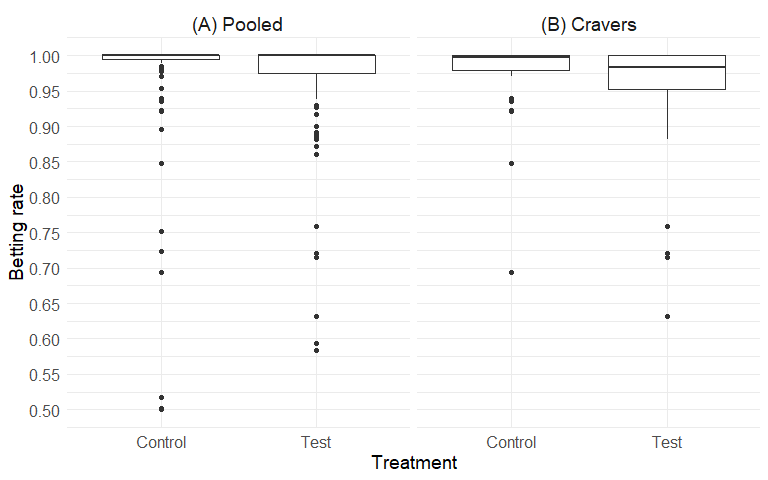 (A) Pooled
(B) Cravers
Betting rate
1.00
0.95
0.90
0.85
0.80
0.75
0.70
0.65
0.60
0.55
0.50
Control
Test
Control
Test
Treatment